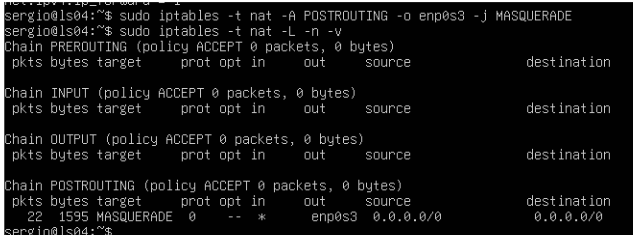 net.ipv4.ip_forward = 1
sergio@ls04:~$ sudo iptables -t nat -A POSTROUTING -o enp0s3 -j MASQUERADE
sergio@ls04:~$ sudo iptables -t nat -L -n -v
Chain PREROUTING (policy ACCEPT 0 packets, 0 bytes)
 pkts bytes target     prot opt in     out     source               destination

Chain INPUT (policy ACCEPT 0 packets, 0 bytes)
 pkts bytes target     prot opt in     out     source               destination

Chain OUTPUT (policy ACCEPT 0 packets, 0 bytes)
 pkts bytes target     prot opt in     out     source               destination

Chain POSTROUTING (policy ACCEPT 0 packets, 0 bytes)
 pkts bytes target     prot opt in     out     source               destination
   22  1595 MASQUERADE  0    --  *      enp0s3  0.0.0.0/0            0.0.0.0/0
sergio@ls04:~$